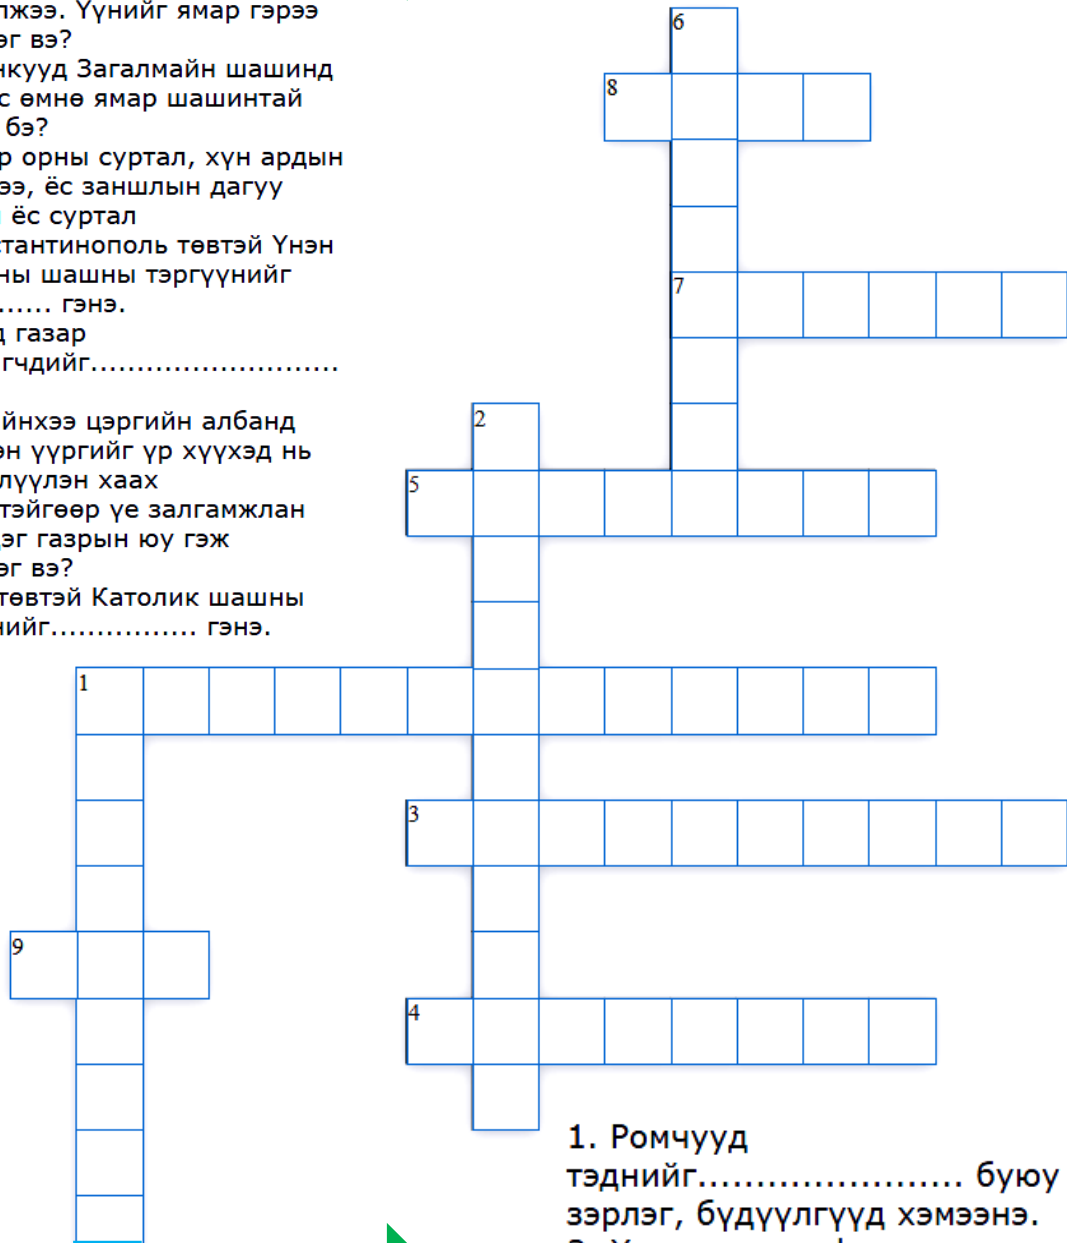 лжээ. Үүнийг ямар гэрээ
эг вэ?
нкууд Загалмайн шашинд
с өмнө ямар шашинтай
бэ?
р орны суртал, хүн ардын
ээ, ёс заншлын дагуу
ёс суртал
стантинополь төвтэй Үнэн
ны шашны тэргүүнийг
...... гэнэ.
д газар
гчдийг...........................
йнхээ цэргийн албанд
эн үүргийг үр хүүхэд нь
лүүлэн хаах
тэйгөөр үе залгамжлан
эг газрын юу гэж
эг вэ?
төвтэй Католик шашны
нийг................ гэнэ.
6
8
7
2
5
1
3
9
4
1. Ромчууд
тэднийг....................... буюу
зэрлэг, бүдүүлгүүд хэмээнэ.